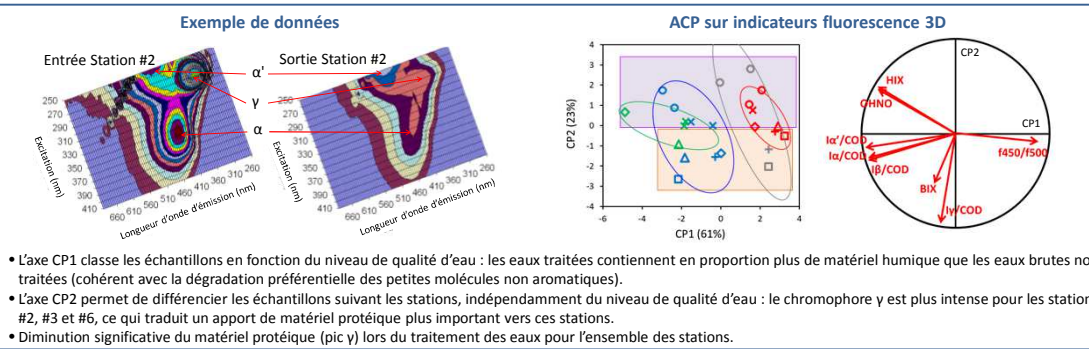 Exemple de données
ACP sur indicateurs fluorescence 3D
Entrée Station #2
Sortie Station #2
α'
γ
α
250
270
290
310
330
350
370
390
410
Excitation (nm)
660 610 560 510 460 410 360 310 260
Longueur d'onde d'émission (nm)
250
270
290
310
330
350
370
390
410
Excitation (nm)
660 610 560 510 460 410 360 310 260
Longueur d'onde d'émission (nm)
4
3
2
1
0
-1
-2
-3
-4
CP2 (23%)
-6 -4 -2 0 2 4
CP1 (61%)
CP2
CP1
HIX
OHNO
Iα'/COD
Iα/COD
Iβ/COD
BIX
Iγ/COD
f450/f500
• L'axe CP1 classe les échantillons en fonction du niveau de qualité d'eau : les eaux traitées contiennent en proportion plus de matériel humique que les eaux brutes no
traitées (cohérent avec la dégradation préférentielle des petites molécules non aromatiques).
• L'axe CP2 permet de différencier les échantillons suivant les stations, indépendamment du niveau de qualité d'eau : le chromophore γ est plus intense pour les station
#2, #3 et #6, ce qui traduit un apport de matériel protéique plus important vers ces stations.
• Diminution significative du matériel protéique (pic γ) lors du traitement des eaux pour l'ensemble des stations.